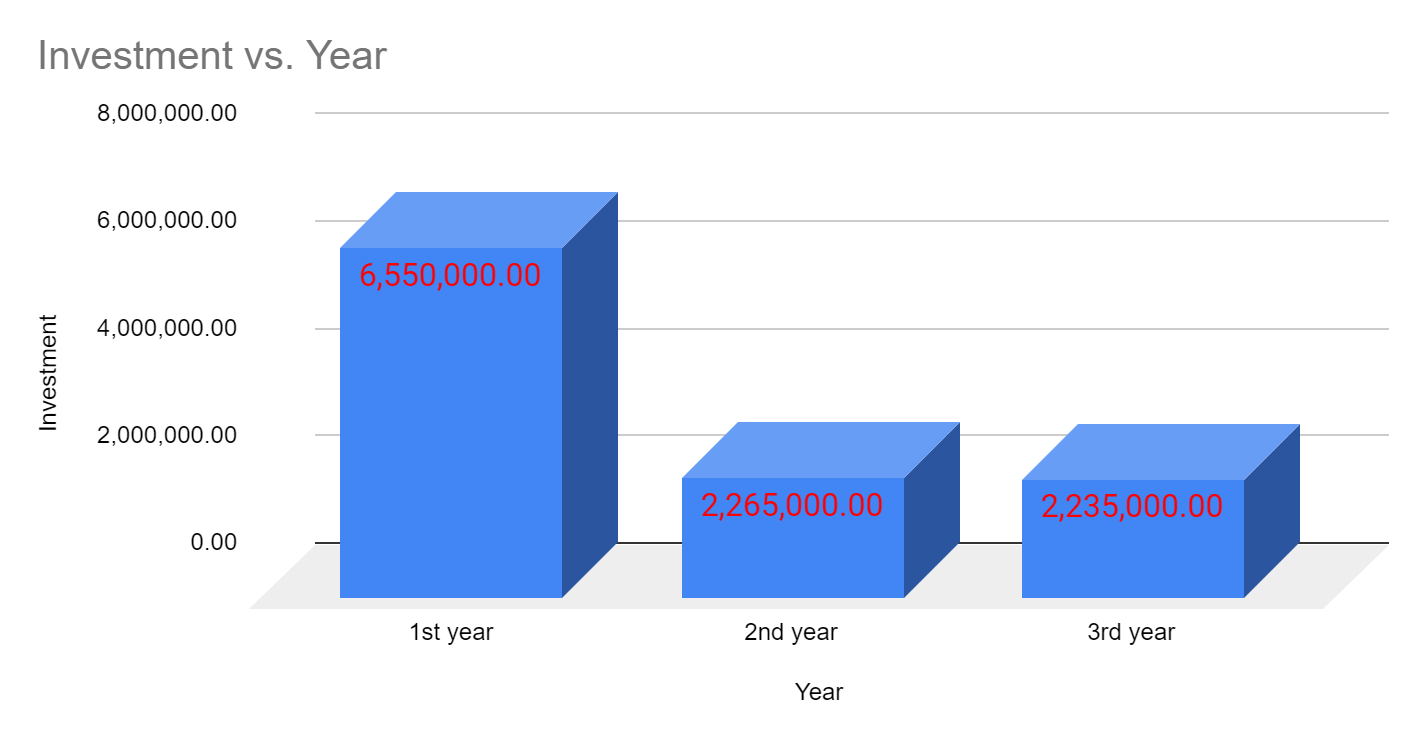 Investment vs. Year
8,000,000.00
6,000,000.00
4,000,000.00
2,000,000.00
0.00
Investment
6,550,000.00
2,265,000.00
2,235,000.00
1st year
2nd year
3rd year
Year